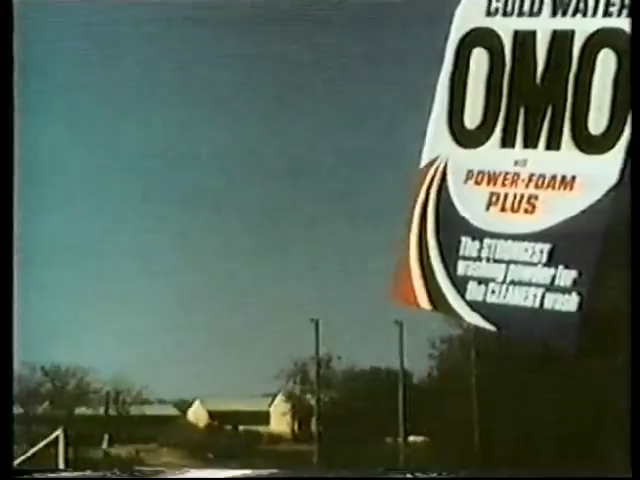 COLD WATER
OMO
POWER-FOAM
PLUS
The STRONGEST
washing powder for
the CLEANEST wash